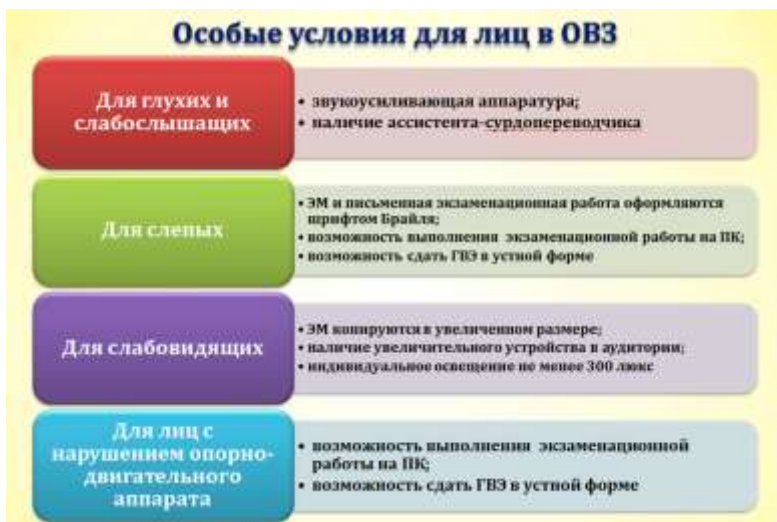 Особые условия для лиц в ОВЗ
Для глухих и
слабослышащих
• звукоусиливающая аппаратура;
• наличие ассистента-сурдопереводчика
Для слепых
• ЭМ и письменная экзаменационная работа оформляются
шрифтом Брайля;
• возможность выполнения экзаменационной работы на ПК;
• возможность сдать ГВЭ в устной форме
Для слабовидящих
• ЭМ копируются в увеличенном размере;
• наличие увеличительного устройства в аудитории;
• индивидуальное освещение не менее 300 люкс
Для лиц с
нарушением опорно-
двигательного
аппарата
• возможность выполнения экзаменационной
работы на ПК;
• возможность сдать ГВЭ в устной форме